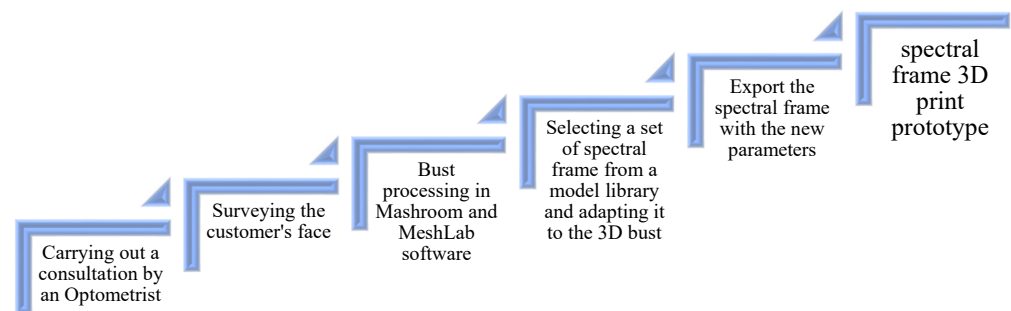 Carrying out a
consultation by
an Optometrist
Surveying the
customer's face
Bust
processing in
Mashroom and
MeshLab
software
Selecting a set
of spectral
frame from a
model library
and adapting it
to the 3D bust
Export the
spectral frame
with the new
parameters
spectral
frame 3D
print
prototype